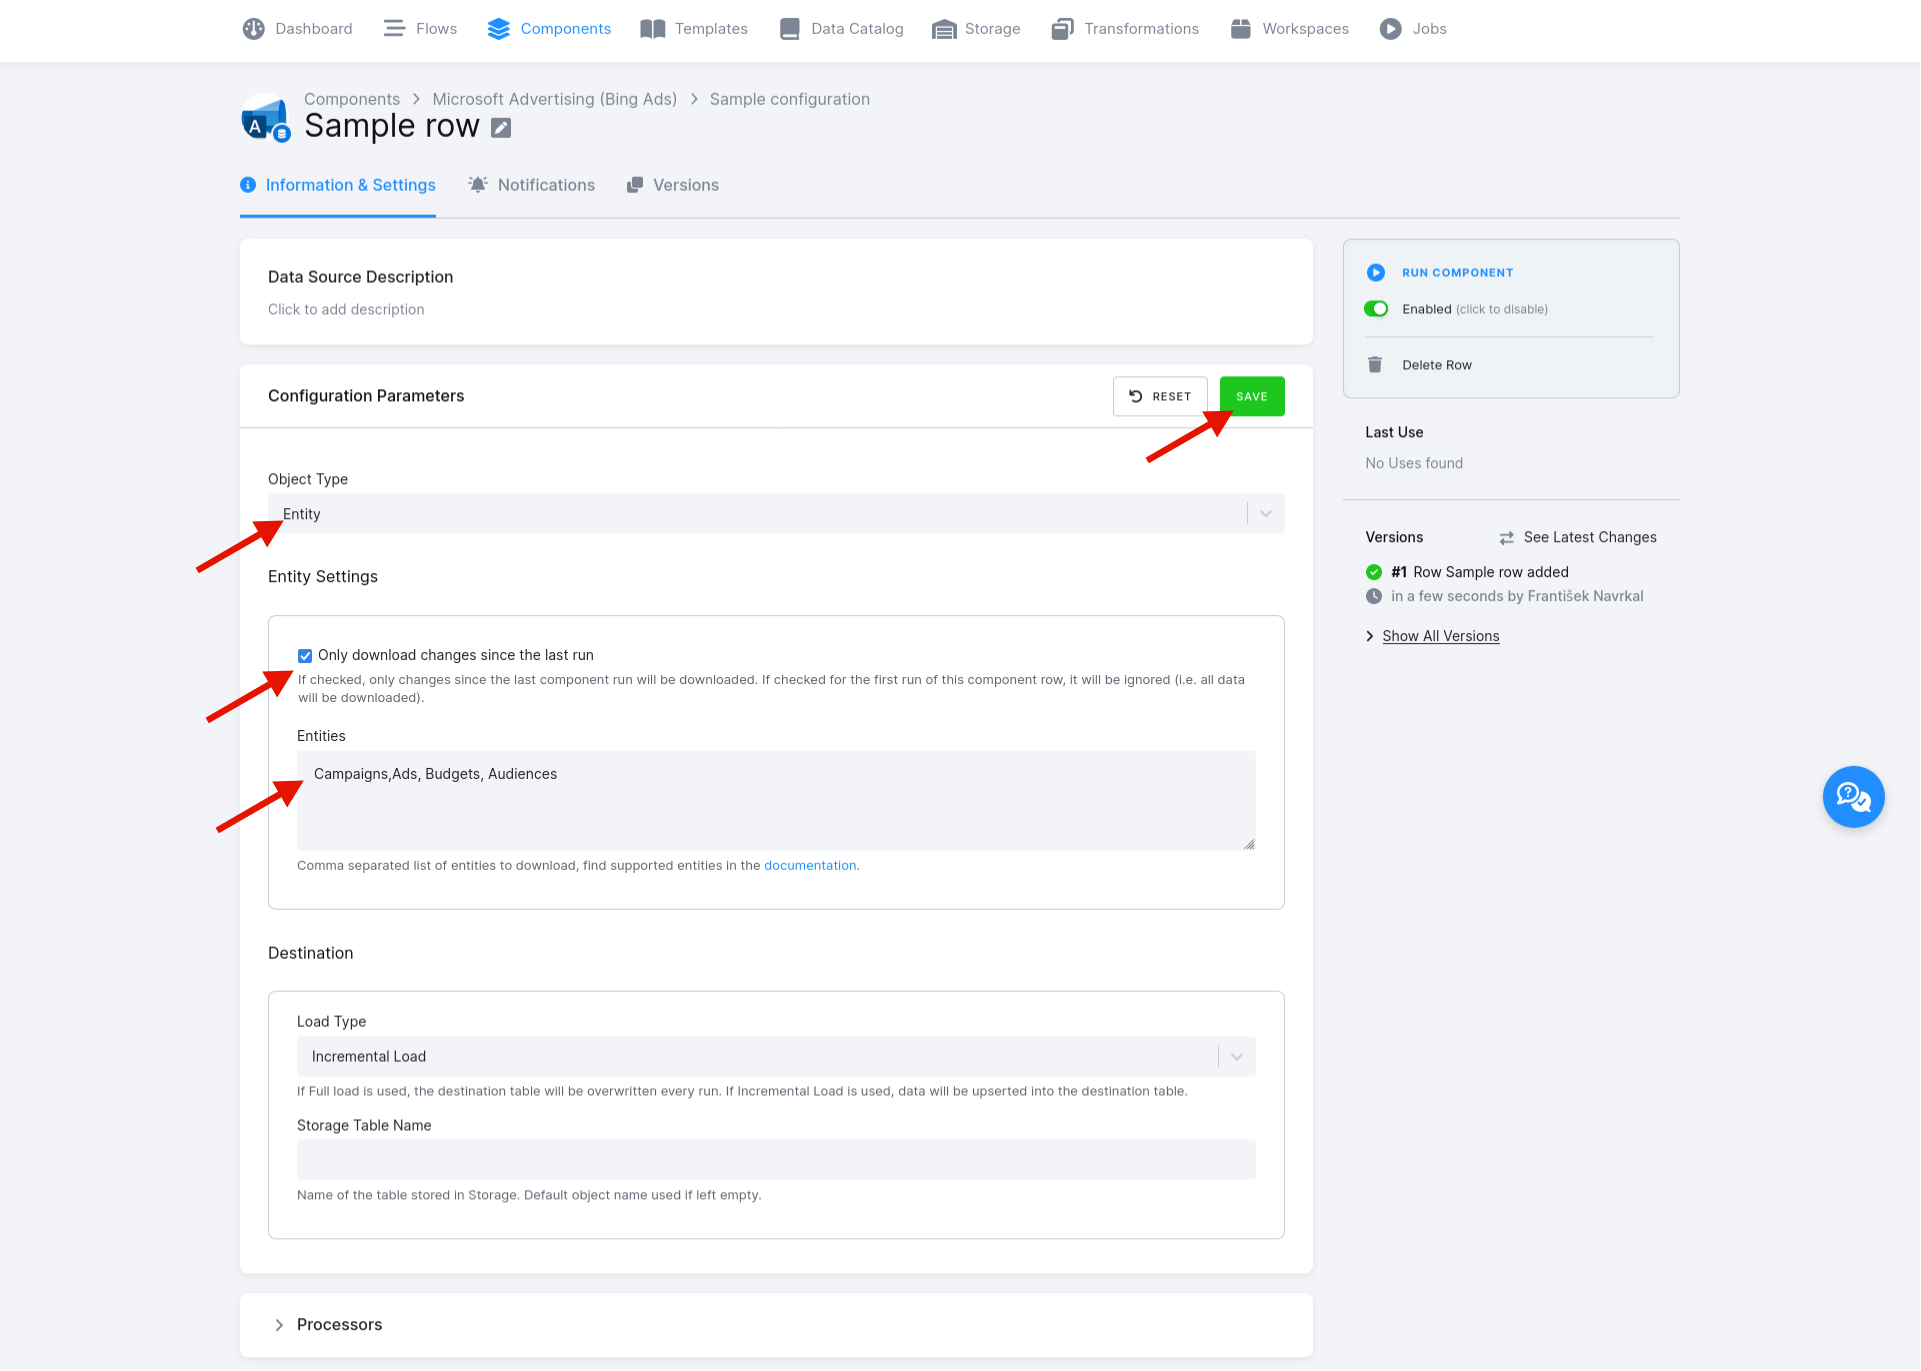 Dashboard Flows Components Templates Data Catalog Storage Transformations Workspaces Jobs
Components > Microsoft Advertising (Bing Ads) > Sample configuration
A
Sample row
Information & Settings Notifications Versions
Data Source Description
Click to add description
RUN COMPONENT
Enabled (click to disable)
Delete Row
Configuration Parameters
RESET
SAVE
Last Use
No Uses found
Object Type
Entity
Versions
See Latest Changes
#1 Row Sample row added
in a few seconds by František Navrkal
Show All Versions
Entity Settings
Only download changes since the last run
If checked, only changes since the last component run will be downloaded. If checked for the first run of this component row, it will be ignored (i.e. all data
will be downloaded).
Entities
Campaigns,Ads, Budgets, Audiences
Comma separated list of entities to download, find supported entities in the documentation.
Destination
Load Type
Incremental Load
If Full load is used, the destination table will be overwritten every run. If Incremental Load is used, data will be upserted into the destination table.
Storage Table Name
Name of the table stored in Storage. Default object name used if left empty.
Processors